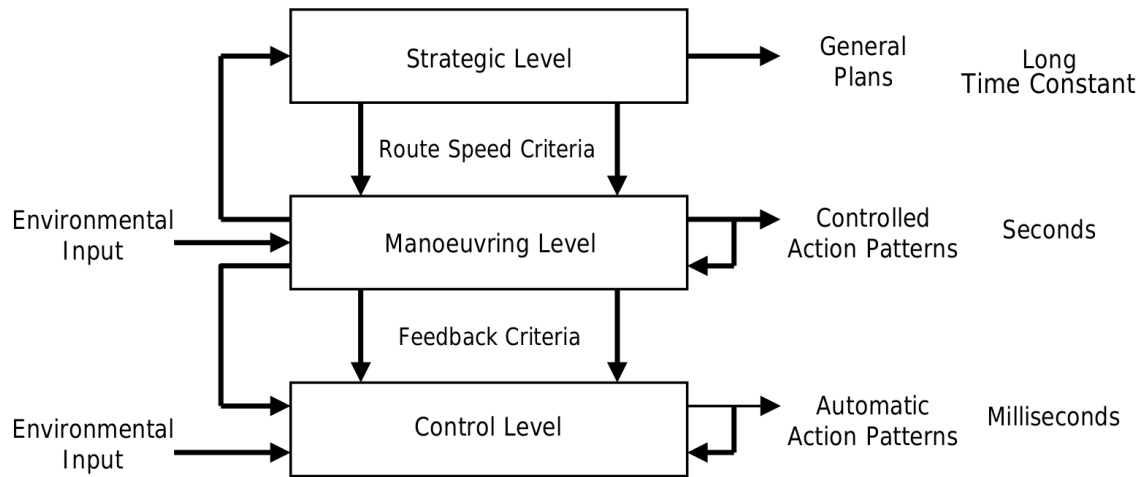 Strategic Level
General
Plans
Long
Time Constant
Route Speed Criteria
Environmental
Input
Manoeuvring Level
Controlled
Action Patterns
Seconds
Feedback Criteria
Environmental
Input
Control Level
Automatic
Action Patterns
Milliseconds